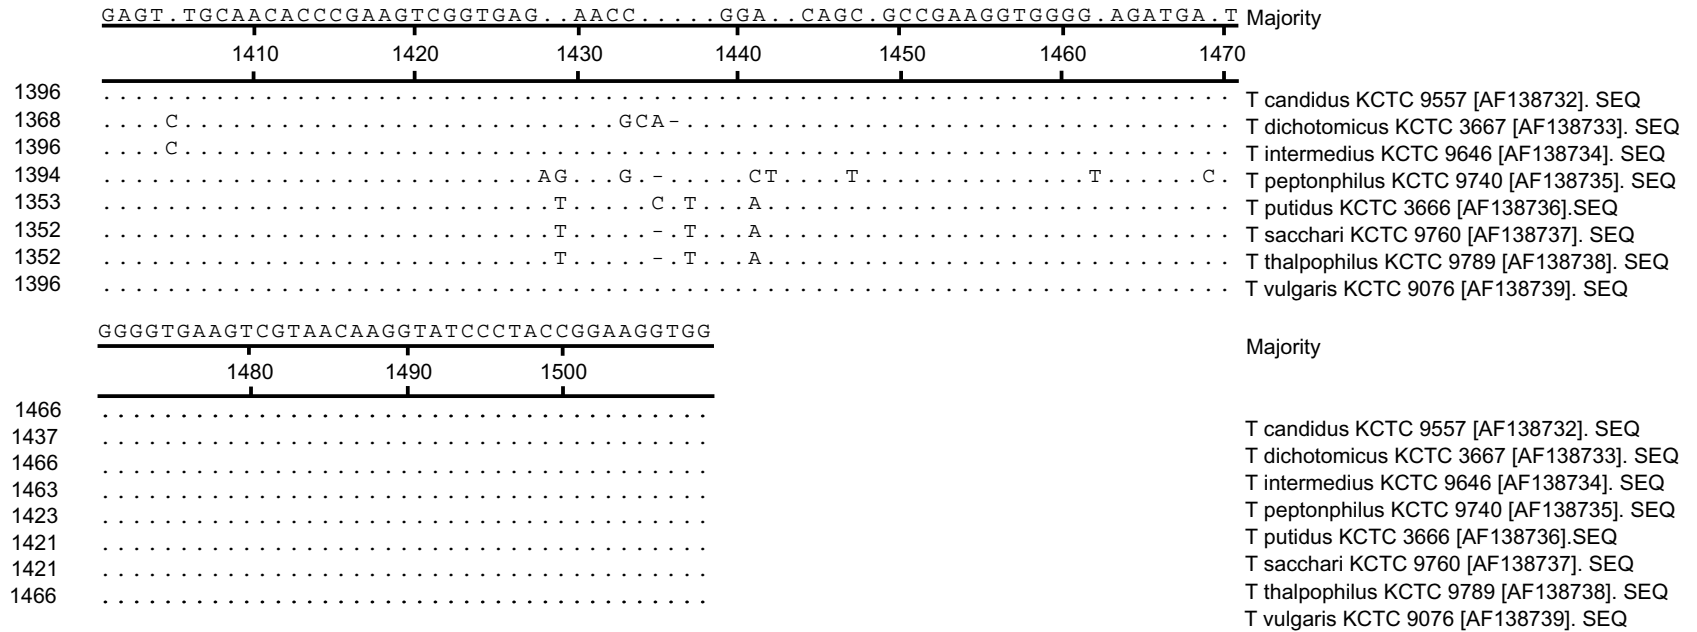 GAGT.TGCAACACCCGAAGTCGGTGAG..AACC.....GGA..CAGC.GCCGAAGGTGGGG.AGATGA.T Majority
1410 1420 1430 1440 1450 1460 1470
1396 ...................................................................... T candidus KCTC 9557 [AF138732]. SEQ
1368 ....C...........................GCA-.................................. T dichotomicus KCTC 3667 [AF138733]. SEQ
1396 ....C................................................................. T intermedius KCTC 9646 [AF138734]. SEQ
1394 ...........................AG...G.-.....CT....T..............T......C. T peptonphilus KCTC 9740 [AF138735]. SEQ
1353 ............................T.....C.T...A............................. T putidus KCTC 3666 [AF138736].SEQ
1352 ............................T.....-.T...A............................. T sacchari KCTC 9760 [AF138737]. SEQ
1352 ............................T.....-.T...A............................. T thalpophilus KCTC 9789 [AF138738]. SEQ
1396 ...................................................................... T vulgaris KCTC 9076 [AF138739]. SEQ
GGGGTGAAGTCGTAACAAGGTATCCCTACCGGAAGGTGG Majority
1480 1490 1500
1466 ....................................... T candidus KCTC 9557 [AF138732]. SEQ
1437 ....................................... T dichotomicus KCTC 3667 [AF138733]. SEQ
1466 ....................................... T intermedius KCTC 9646 [AF138734]. SEQ
1463 ....................................... T peptonphilus KCTC 9740 [AF138735]. SEQ
1423 ....................................... T putidus KCTC 3666 [AF138736].SEQ
1421 ....................................... T sacchari KCTC 9760 [AF138737]. SEQ
1421 ....................................... T thalpophilus KCTC 9789 [AF138738]. SEQ
1466 ....................................... T vulgaris KCTC 9076 [AF138739]. SEQ